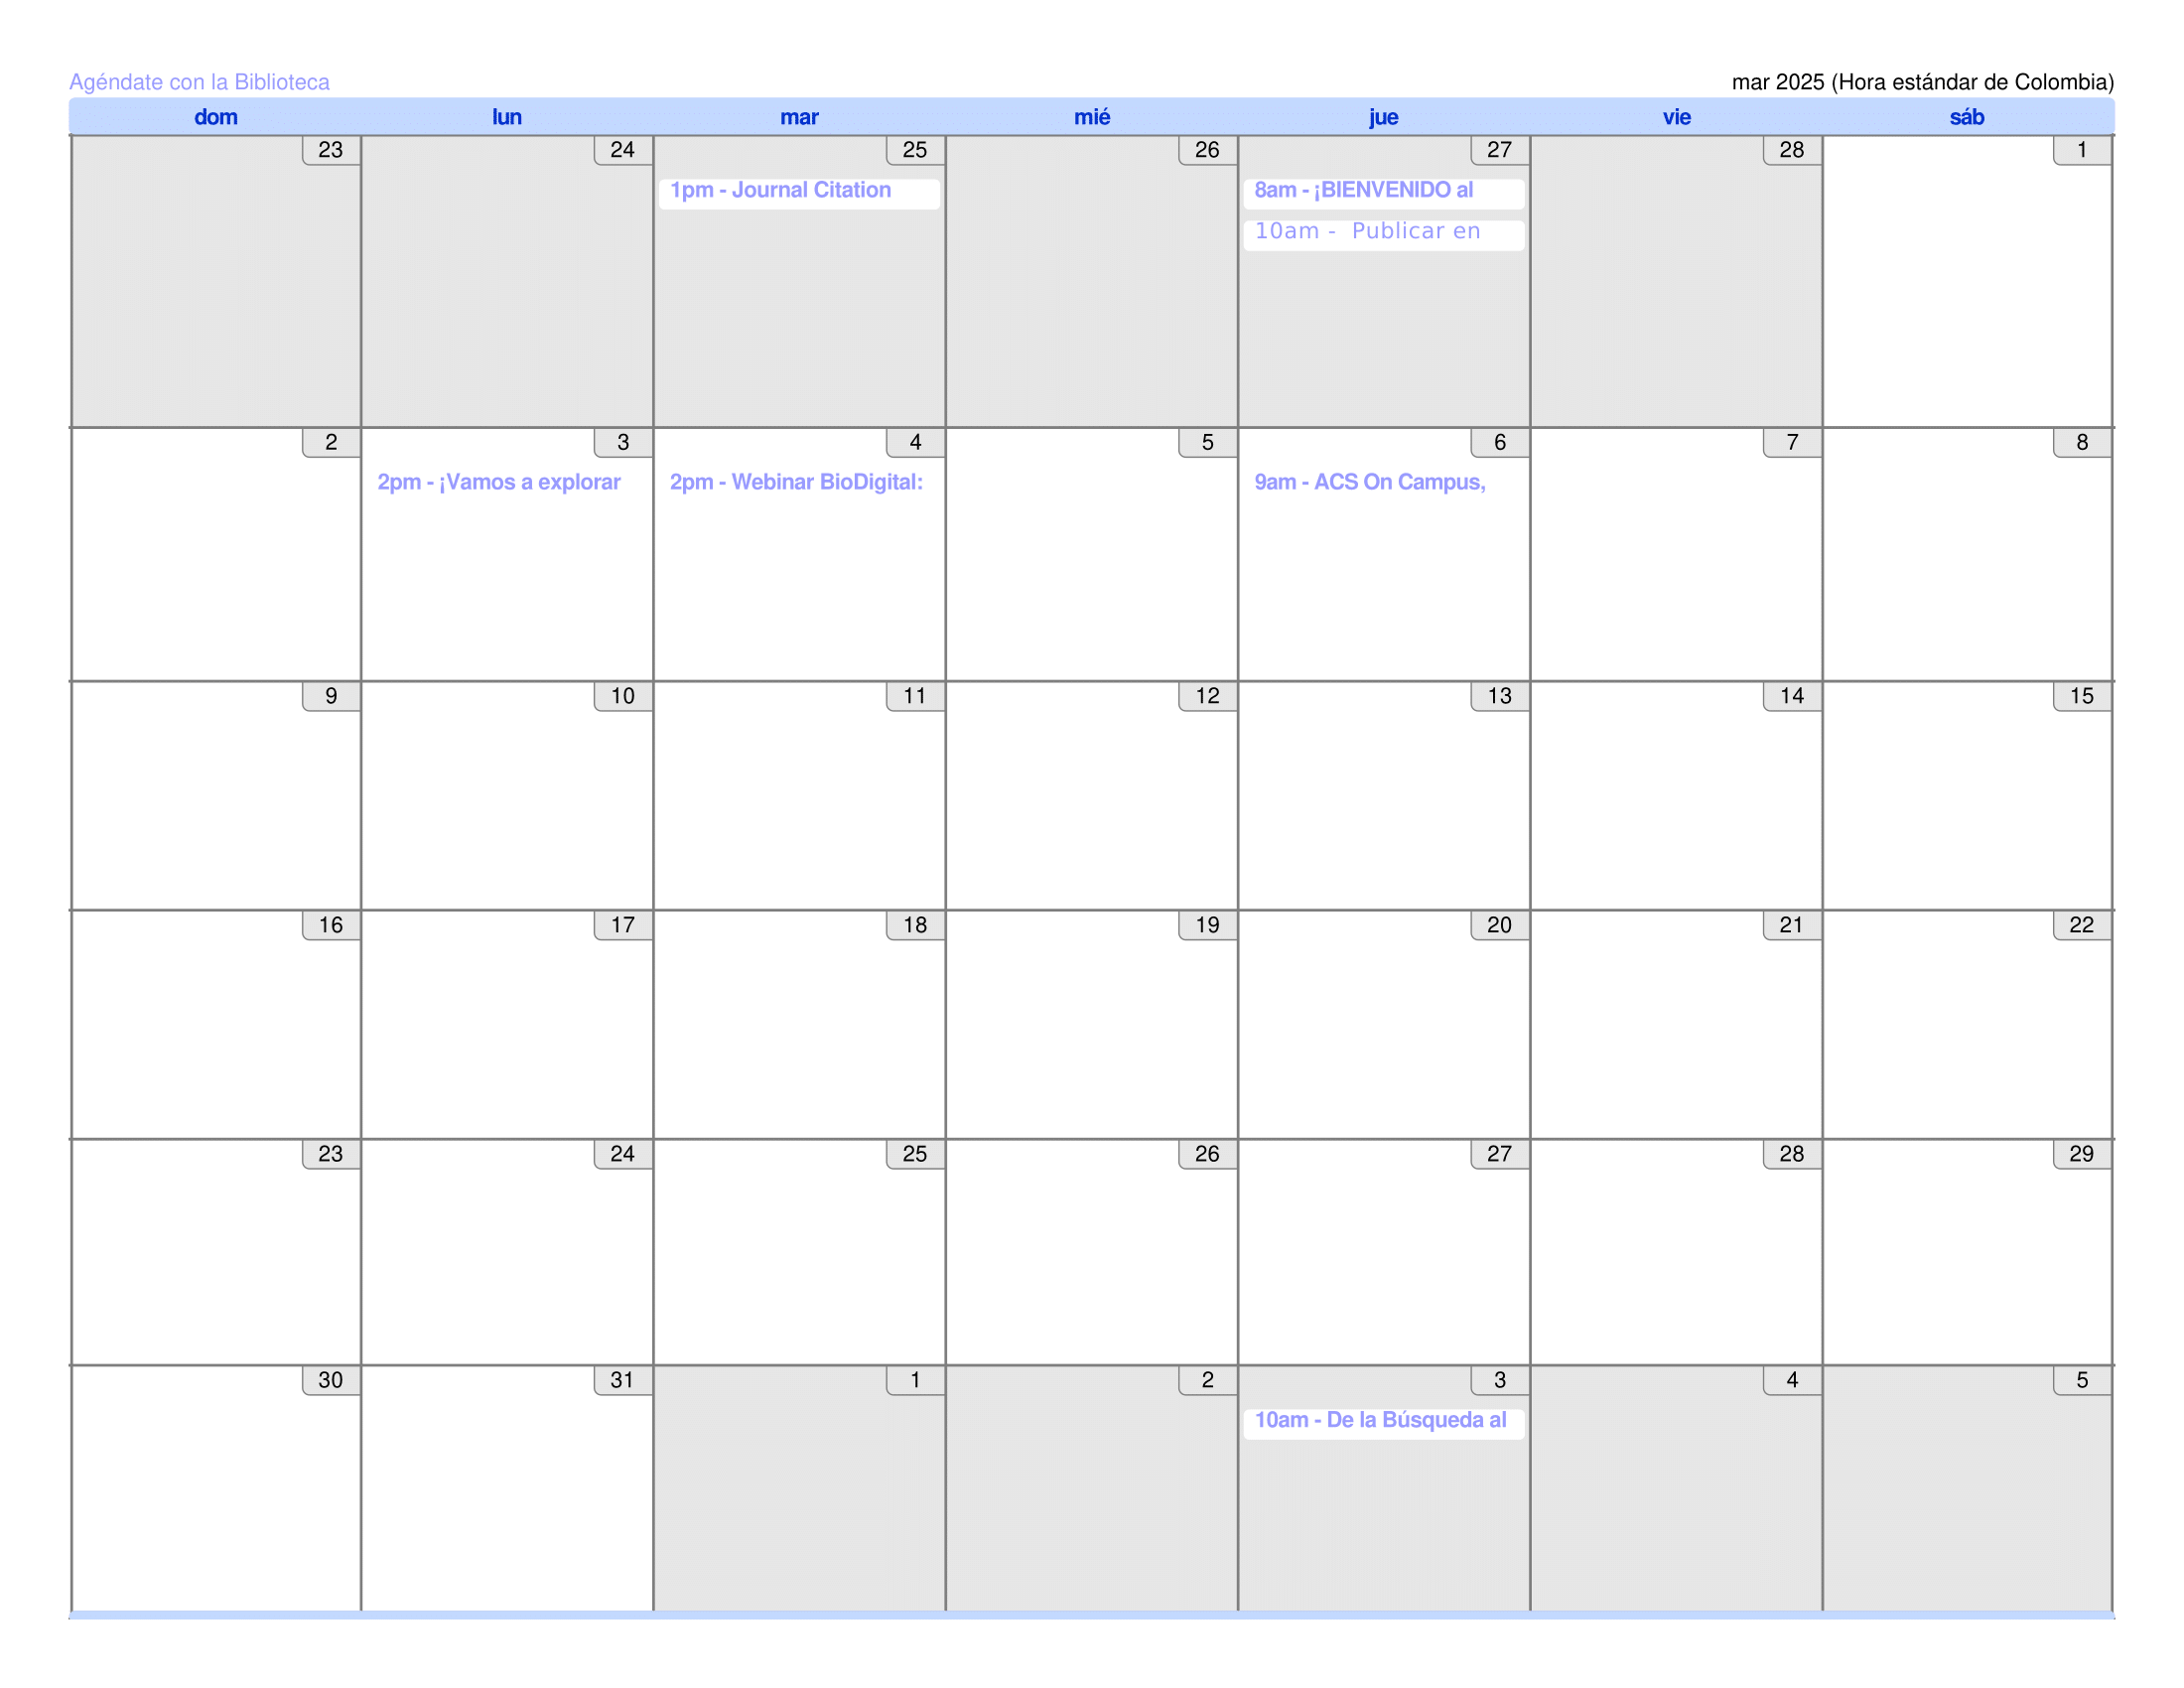 Agéndate con la Biblioteca
mar 2025 (Hora estándar de Colombia)
dom lun mar mié jue vie sáb
23 24 25 26 27 28 1
1pm - Journal Citation
8am - ¡BIENVENIDO al
10am -  Publicar en
2 3 4 5 6 7 8
2pm - ¡Vamos a explorar
2pm - Webinar BioDigital:
9am - ACS On Campus,
9 10 11 12 13 14 15
16 17 18 19 20 21 22
23 24 25 26 27 28 29
30 31 1 2 3 4 5
10am - De la Búsqueda al